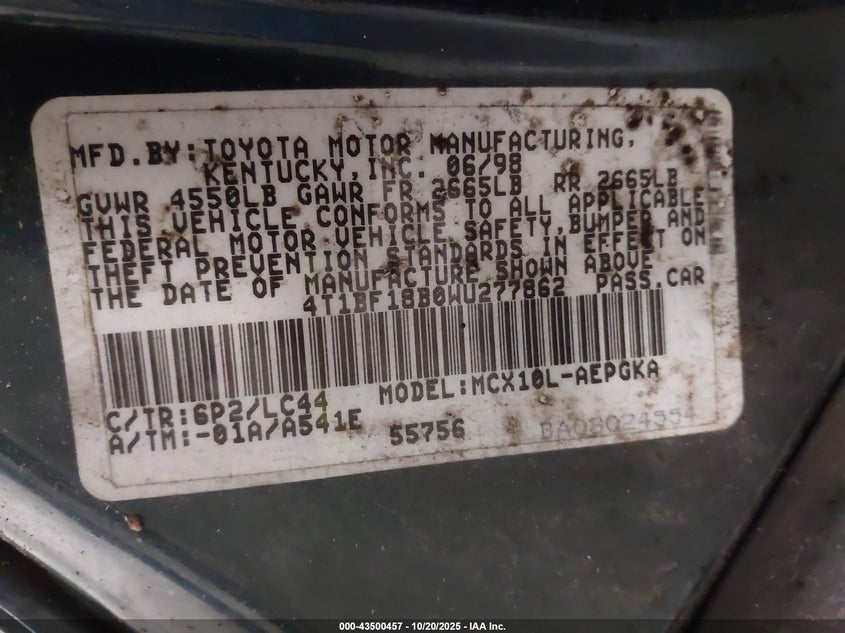 MFD.BY:TOYOTA MOTOR MANUFACTURING,
KENTUCKY,INC. 06/98
GVWR 4550LB GAWR FR 2665LB RR 2665LB
THIS VEHICLE CONFORMS TO ALL APPLICABLE
FEDERAL MOTOR VEHICLE SAFETY,BUMPER AND
THEFT PREVENTION STANDARDS IN EFFECT ON
THE DATE OF MANUFACTURE SHOWN ABOVE
4T1BF18B0WU277862 PASS.CAR
C/TR:6P2/LC44 MODEL:MCX10L-AEPGKA
A/TM:-01A/A541E 55756 BA08024554
000-43500457 - 10/20/2025 - IAA Inc.